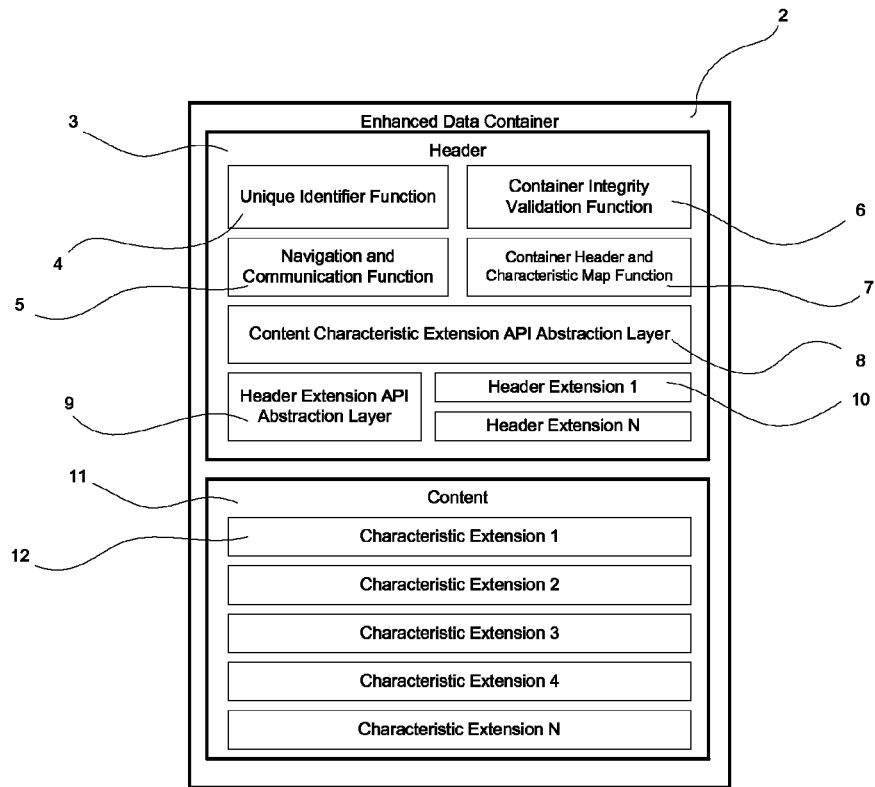 2
Enhanced Data Container
3
Header
Unique Identifier Function
Container Integrity
Validation Function
4
6
Navigation and
Communication Function
Container Header and
Characteristic Map Function
5
7
Content Characteristic Extension API Abstraction Layer
8
Header Extension API
Abstraction Layer
Header Extension 1
9
10
Header Extension N
11
Content
12
Characteristic Extension 1
Characteristic Extension 2
Characteristic Extension 3
Characteristic Extension 4
Characteristic Extension N